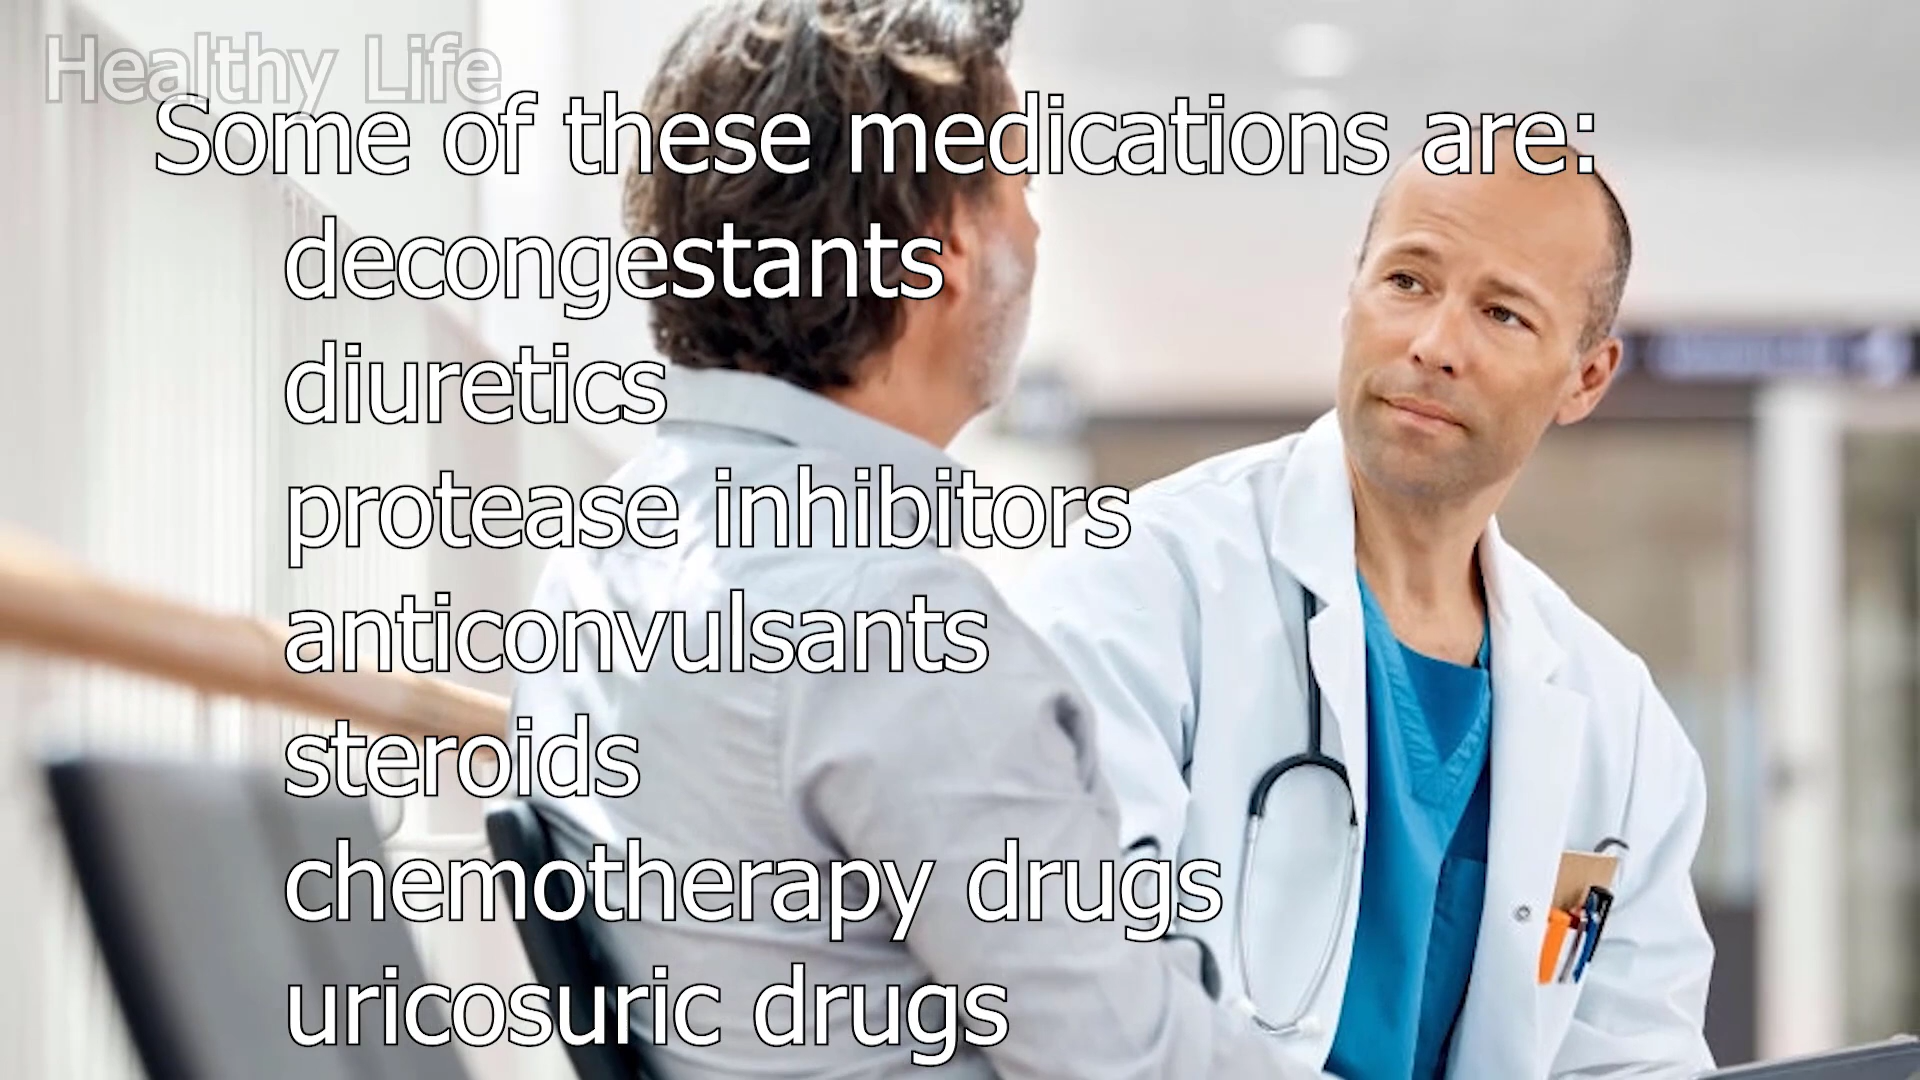 Healthy Life
Some of these medications are:
decongestants
diuretics
protease inhibitors
anticonvulsants
steroids
chemotherapy drugs
uricosuric drugs